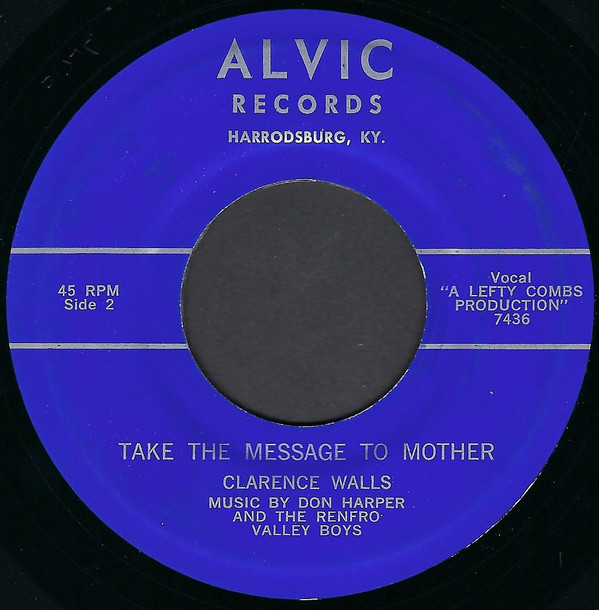 ALVIC
RECORDS
HARRODSBURG, KY.
45 RPM
Side 2
Vocal
"A LEFTY COMBS
PRODUCTION"
7436
TAKE THE MESSAGE TO MOTHER
CLARENCE WALLS
MUSIC BY DON HARPER
AND THE RENFRO
VALLEY BOYS